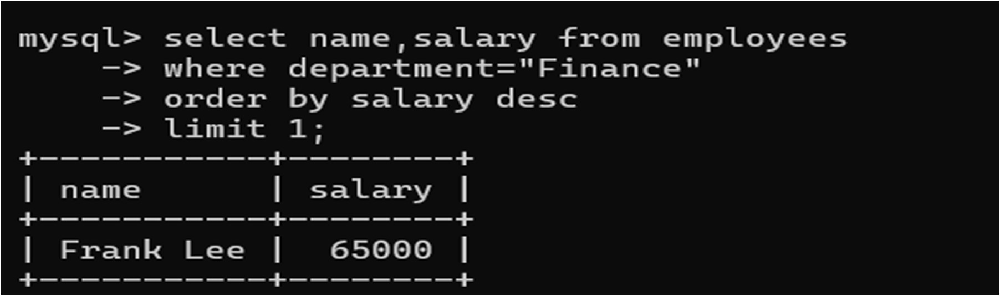 mysql> select name,salary from employees
    -> where department="Finance"
    -> order by salary desc
    -> limit 1;
+------------+--------+
| name       | salary |
+------------+--------+
| Frank Lee  |  65000 |
+------------+--------+